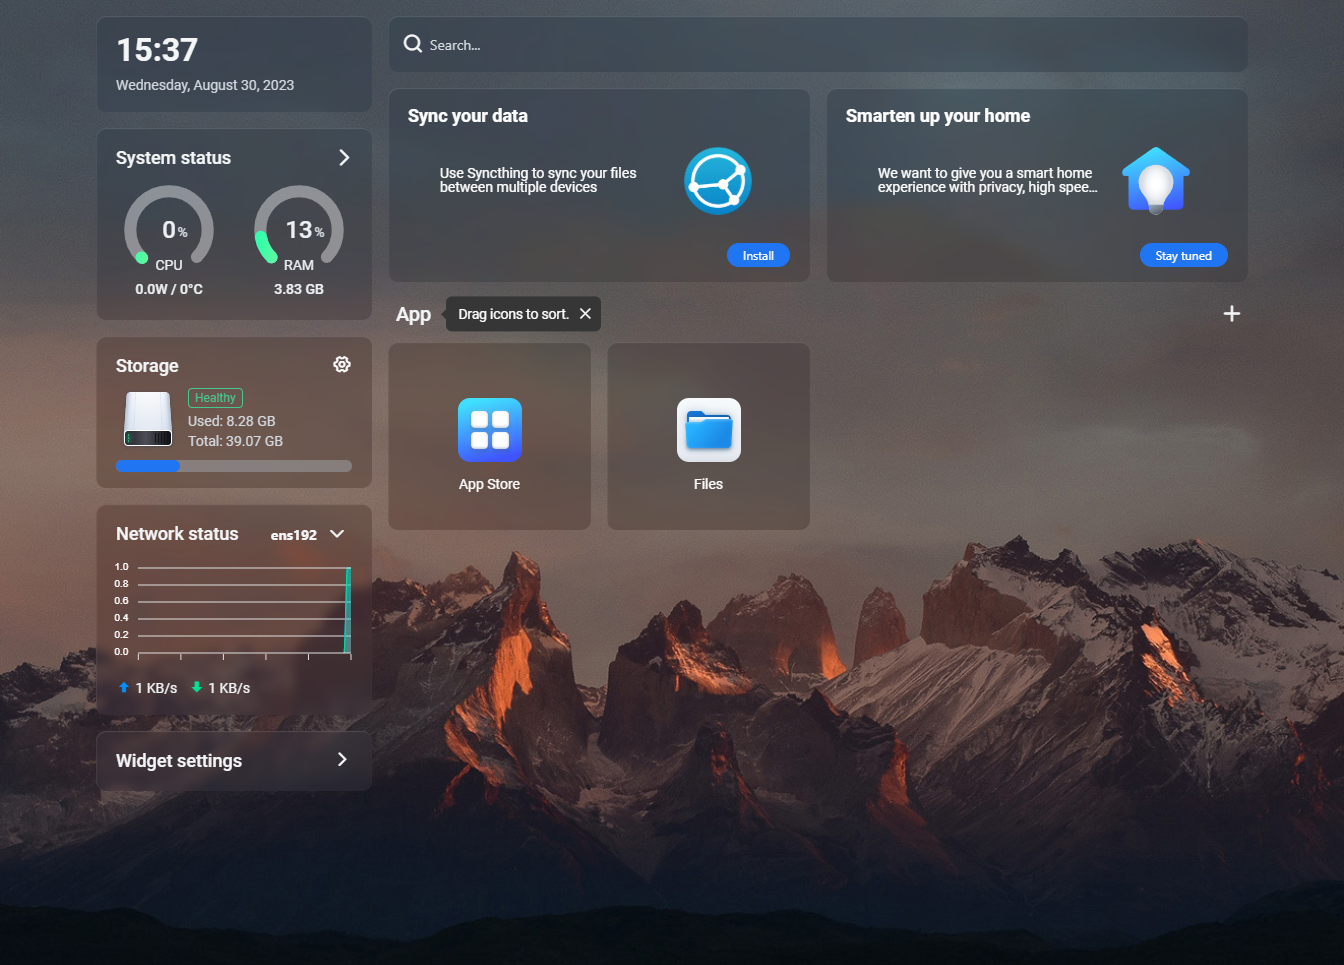 15:37
Wednesday, August 30, 2023
Search...
System status
0%
CPU
0.0W / 0°C
13%
RAM
3.83 GB
Sync your data
Use Syncthing to sync your files
between multiple devices
Install
Smarten up your home
We want to give you a smart home
experience with privacy, high spee...
Stay tuned
Storage
Healthy
Used: 8.28 GB
Total: 39.07 GB
App
Drag icons to sort.
App Store
Files
Network status
ens192
1.0
0.8
0.6
0.4
0.2
0.0
1 KB/s
1 KB/s
Widget settings